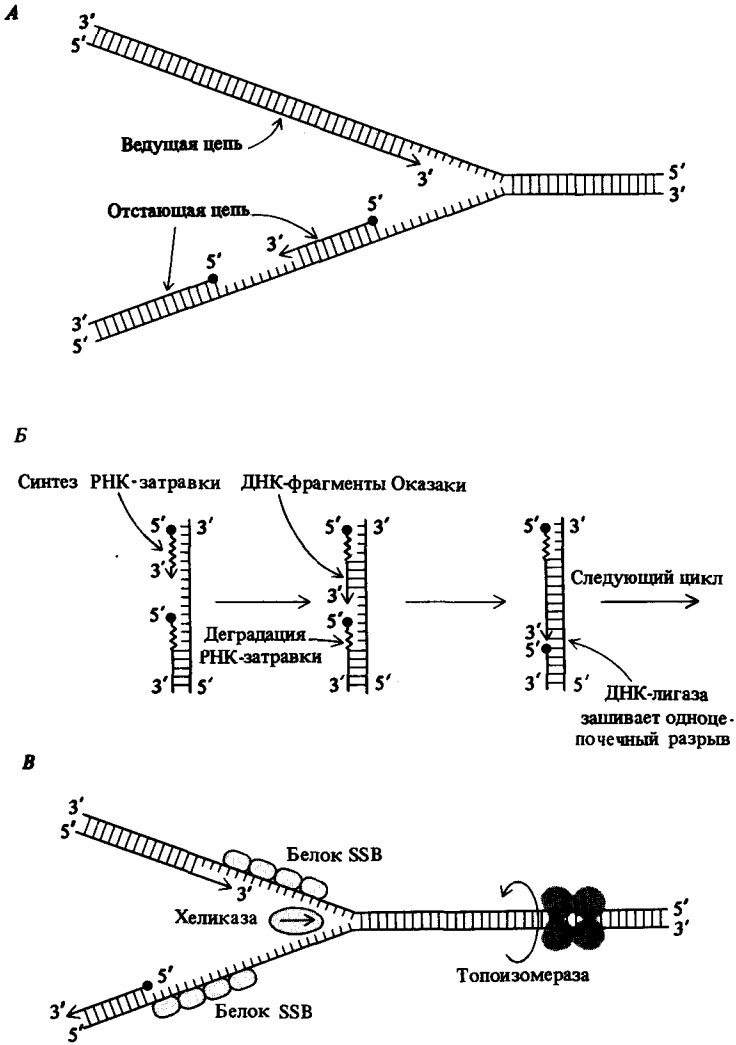 А
3′
5′
Ведущая цепь
3′
5′
3′
Отстающая цепь
5′
3′
5′
3′
5′
Б
Синтез РНК-затравки
ДНК-фрагменты Оказаки
5′ 3′
5′ 3′
5′ 3′
3′
3′
Следующий цикл
5′
5′
3′
5′
Деградация
РНК-затравки
3′ 5′
3′ 5′
3′ 5′
ДНК-лигаза
зашивает одноце-
почечный разрыв
В
3′
5′
Белок SSB
3′
Хеликаза
5′
3′
Топоизомераза
5′
3′
5′
Белок SSB